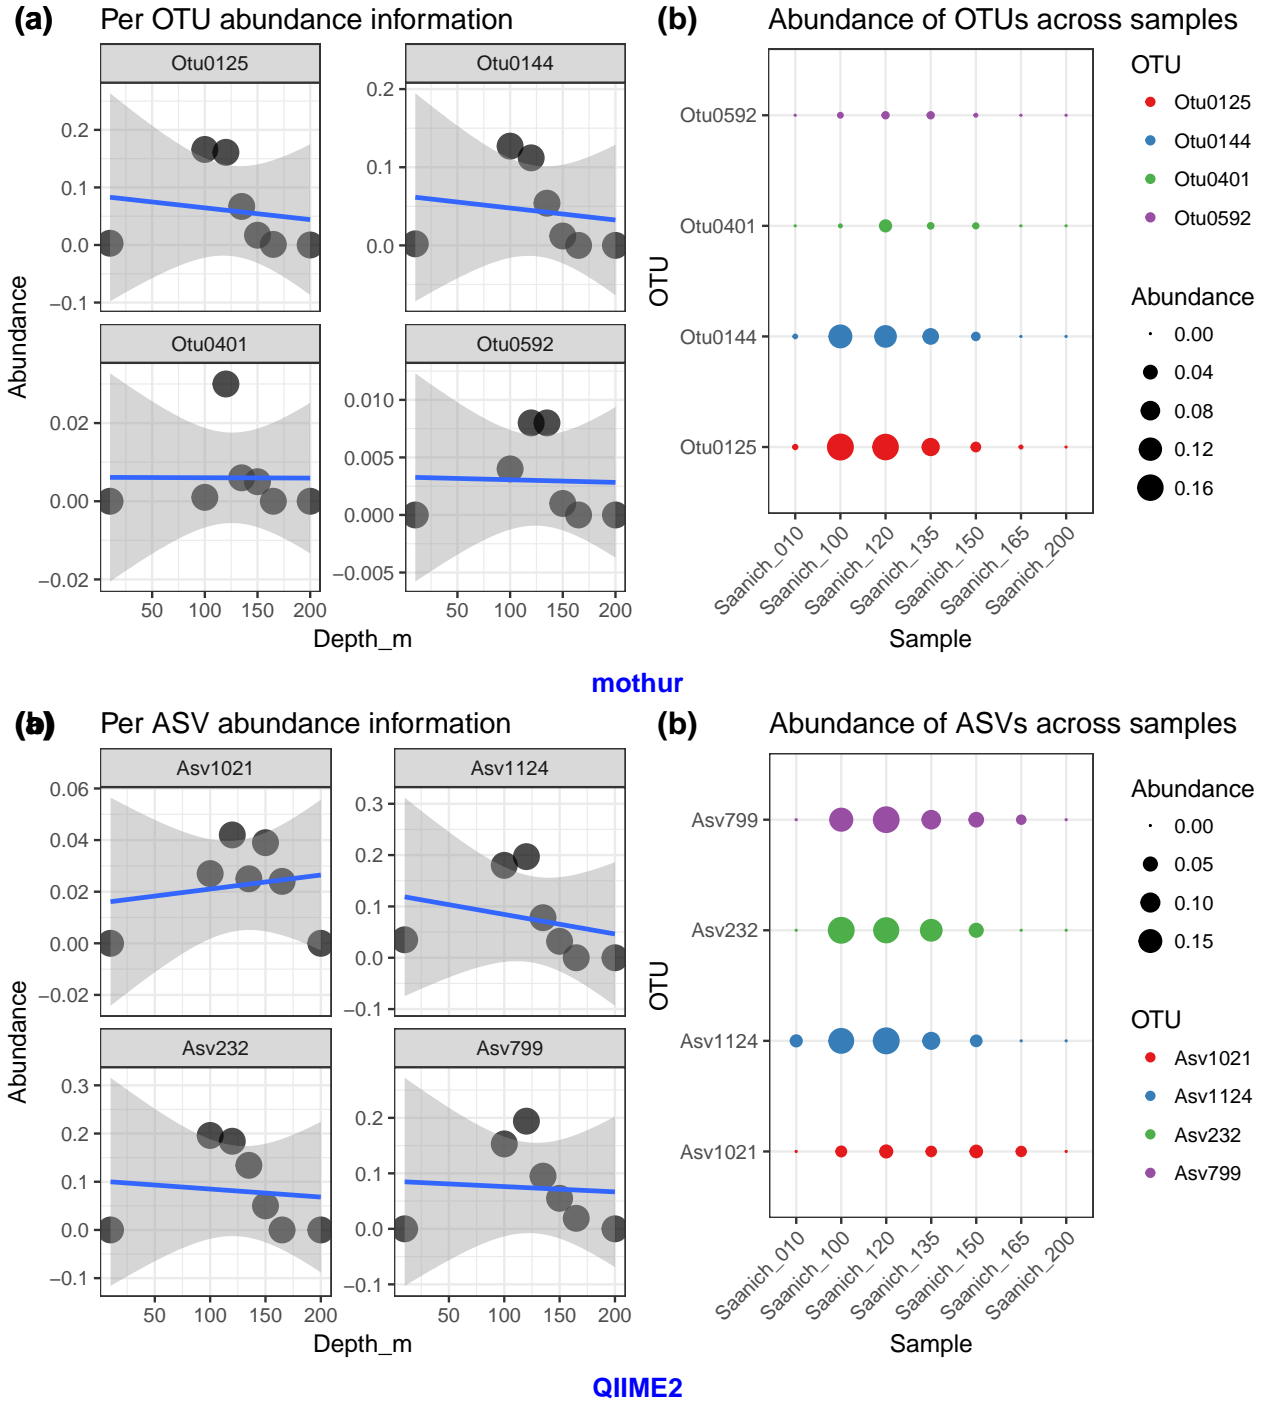 (a) Per OTU abundance information
Otu0125 Otu0144
0.2 0.1 0.0 −0.1
0.2 0.1 0.0
Otu0401 Otu0592
0.02 0.00 −0.02
0.010 0.005 0.000 −0.005
50 100 150 200 50 100 150 200
Abundance
Depth_m
(b) Abundance of OTUs across samples
Otu0592
Otu0401
Otu0144
Otu0125
OTU
Saanich_010 Saanich_100 Saanich_120 Saanich_135 Saanich_150 Saanich_165 Saanich_200
Sample
OTU
Otu0125
Otu0144
Otu0401
Otu0592
Abundance
0.00
0.04
0.08
0.12
0.16
mothur
(a) (b) Per ASV abundance information
Asv1021 Asv1124
0.06 0.04 0.02 0.00 −0.02
0.3 0.2 0.1 0.0 −0.1
Asv232 Asv799
0.3 0.2 0.1 0.0 −0.1
0.2 0.1 0.0 −0.1
50 100 150 200 50 100 150 200
Abundance
Depth_m
(b) Abundance of ASVs across samples
Asv799
Asv232
Asv1124
Asv1021
OTU
Saanich_010 Saanich_100 Saanich_120 Saanich_135 Saanich_150 Saanich_165 Saanich_200
Sample
Abundance
0.00
0.05
0.10
0.15
OTU
Asv1021
Asv1124
Asv232
Asv799
QIIME2